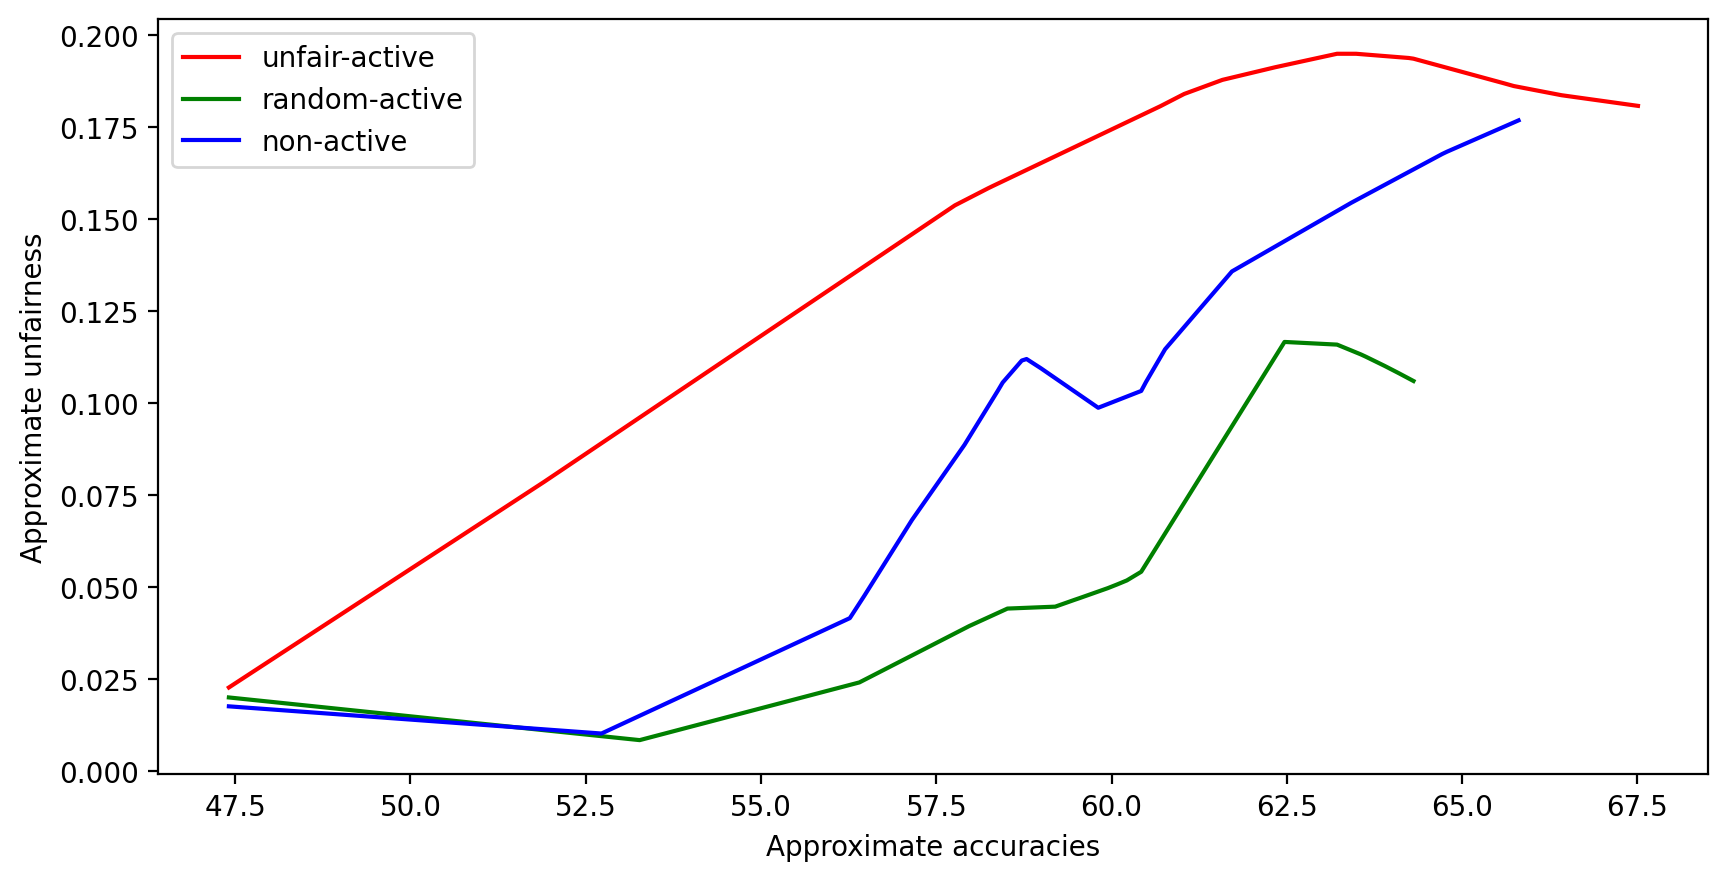 0.200
0.175
0.150
0.125
0.100
0.075
0.050
0.025
0.000
Approximate unfairness
unfair-active
random-active
non-active
47.5 50.0 52.5 55.0 57.5 60.0 62.5 65.0 67.5
Approximate accuracies